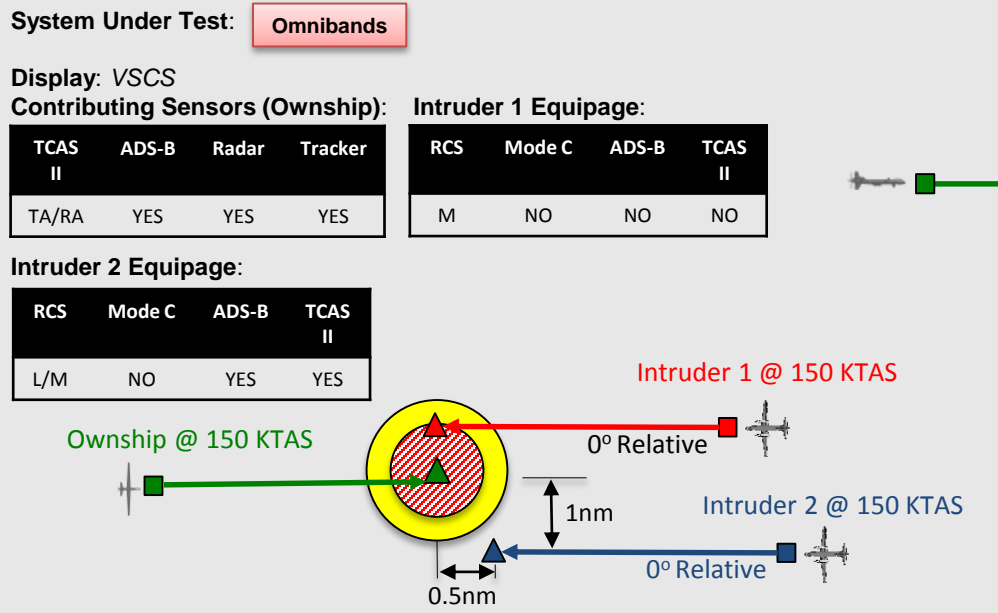 System Under Test: Omnibands
Display: VSCS
Contributing Sensors (Ownship): Intruder 1 Equipage:
TCAS II ADS-B Radar Tracker
TA/RA YES YES YES
RCS Mode C ADS-B TCAS II
M NO NO NO
Intruder 2 Equipage:
RCS Mode C ADS-B TCAS II
L/M NO YES YES
Intruder 1 @ 150 KTAS
Ownship @ 150 KTAS
0° Relative
1nm
Intruder 2 @ 150 KTAS
0° Relative
0.5nm